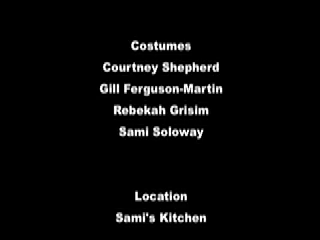 Costumes
Courtney Shepherd
Gill Ferguson-Martin
Rebekah Grisim
Sami Soloway
Location
Sami's Kitchen